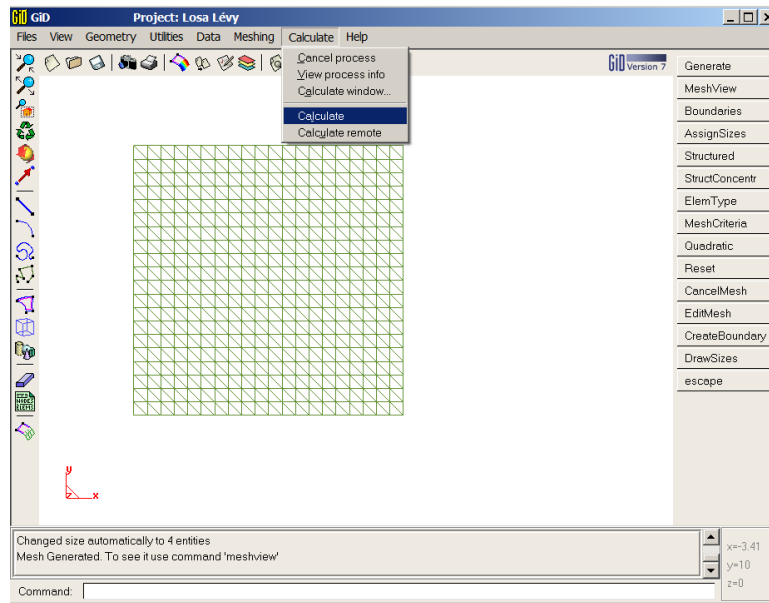 GiD GiD Project: Losa Lévy
Files View Geometry Utilities Data Meshing Calculate Help
Cancel process
View process info
Calculate window...
Calculate
Calculate remote
GiD Version 7
Generate
MeshView
Boundaries
AssignSizes
Structured
StructConcentr
ElemType
MeshCriteria
Quadratic
Reset
CancelMesh
EditMesh
CreateBoundary
DrawSizes
escape
y
z x
Changed size automatically to 4 entities
Mesh Generated. To see it use command 'meshview'
x=-3.41
y=10
z=0
Command: